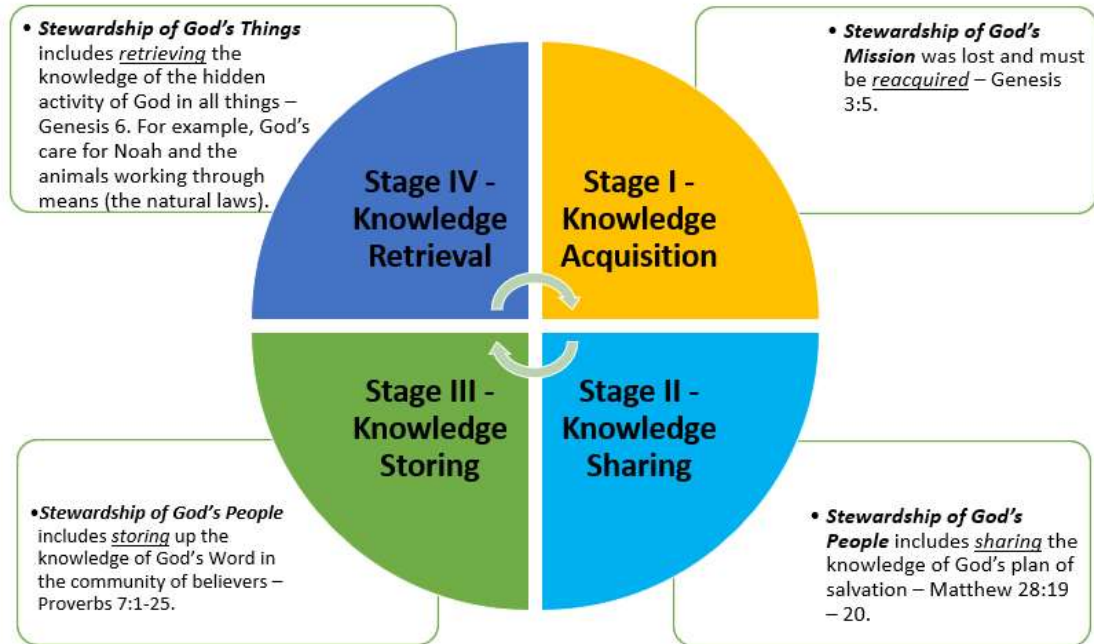 • Stewardship of God's Things
includes retrieving the
knowledge of the hidden
activity of God in all things –
Genesis 6. For example, God's
care for Noah and the
animals working through
means (the natural laws).
• Stewardship of God's
Mission was lost and must
be reacquired – Genesis
3:5.
Stage IV -
Knowledge
Retrieval
Stage I -
Knowledge
Acquisition
Stage III -
Knowledge
Storing
Stage II -
Knowledge
Sharing
•Stewardship of God's People
includes storing up the
knowledge of God's Word in
the community of believers –
Proverbs 7:1-25.
• Stewardship of God's
People includes sharing the
knowledge of God's plan of
salvation – Matthew 28:19
– 20.